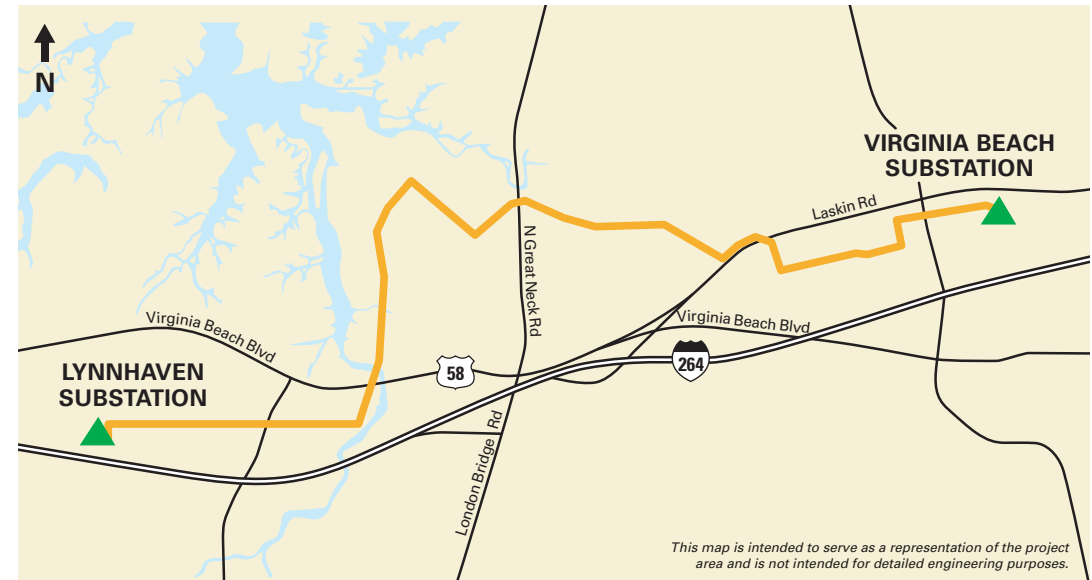 N
VIRGINIA BEACH
SUBSTATION
Laskin Rd
N Great Neck Rd
Virginia Beach Blvd
Virginia Beach Blvd
LYNNHAVEN
SUBSTATION
58
264
London Bridge Rd
This map is intended to serve as a representation of the project
area and is not intended for detailed engineering purposes.